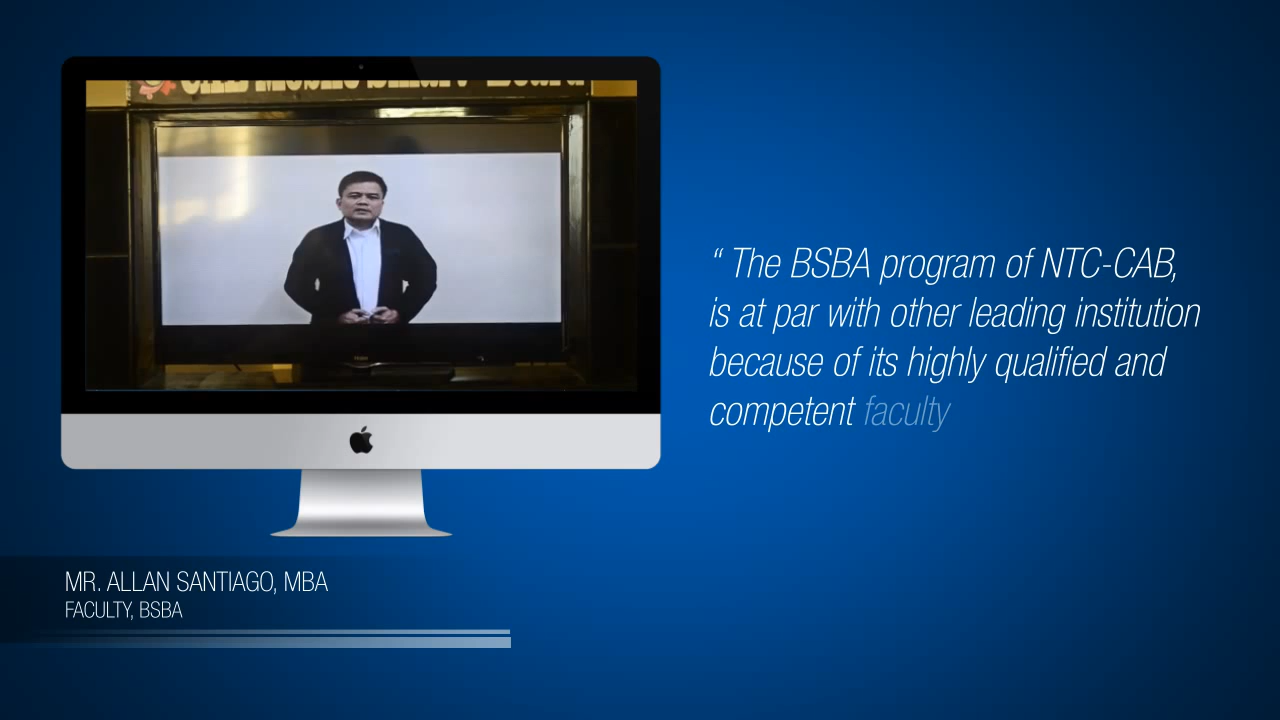 “ The BSBA program of NTC-CAB,
is at par with other leading institution
because of its highly qualified and
competent faculty
MR. ALLAN SANTIAGO, MBA
FACULTY, BSBA